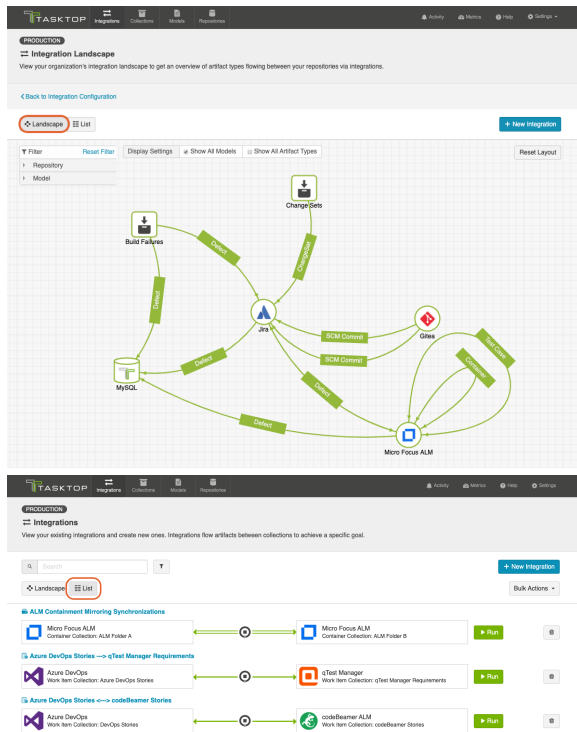 TASKTOP
Integrations
Collections
Models
Repositories
Activity
Metrics
Help
Settings
PRODUCTION
Integration Landscape
View your organization's integration landscape to get an overview of artifact types flowing between your repositories via integrations.
Back to Integration Configuration
Landscape
List
+ New Integration
Filter
Reset Filter
Display Settings
Show All Models
Show All Artifact Types
Reset Layout
Repository
Model
Change Sets
Build Failures
Defect
ChangeSet
Defect
Jira
Gitea
SCM Commit
SCM Commit
Test Case
Container
Defect
MySQL
Defect
Defect
Micro Focus ALM
TASKTOP
Integrations
Collections
Models
Repositories
Activity
Metrics
Help
Settings
PRODUCTION
Integrations
View your existing integrations and create new ones. Integrations flow artifacts between collections to achieve a specific goal.
Search
+ New Integration
Landscape
List
Bulk Actions
ALM Containment Mirroring Synchronizations
Micro Focus ALM
Container Collection: ALM Folder A
Micro Focus ALM
Container Collection: ALM Folder B
Run
Azure DevOps Stories ---> qTest Manager Requirements
Azure DevOps
Work Item Collection: Azure DevOps Stories
qTest Manager
Work Item Collection: qTest Manager Requirements
Run
Azure DevOps Stories <---> codeBeamer Stories
Azure DevOps
Work Item Collection: DevOps Stories
codeBeamer ALM
Work Item Collection: codeBeamer Stories
Run